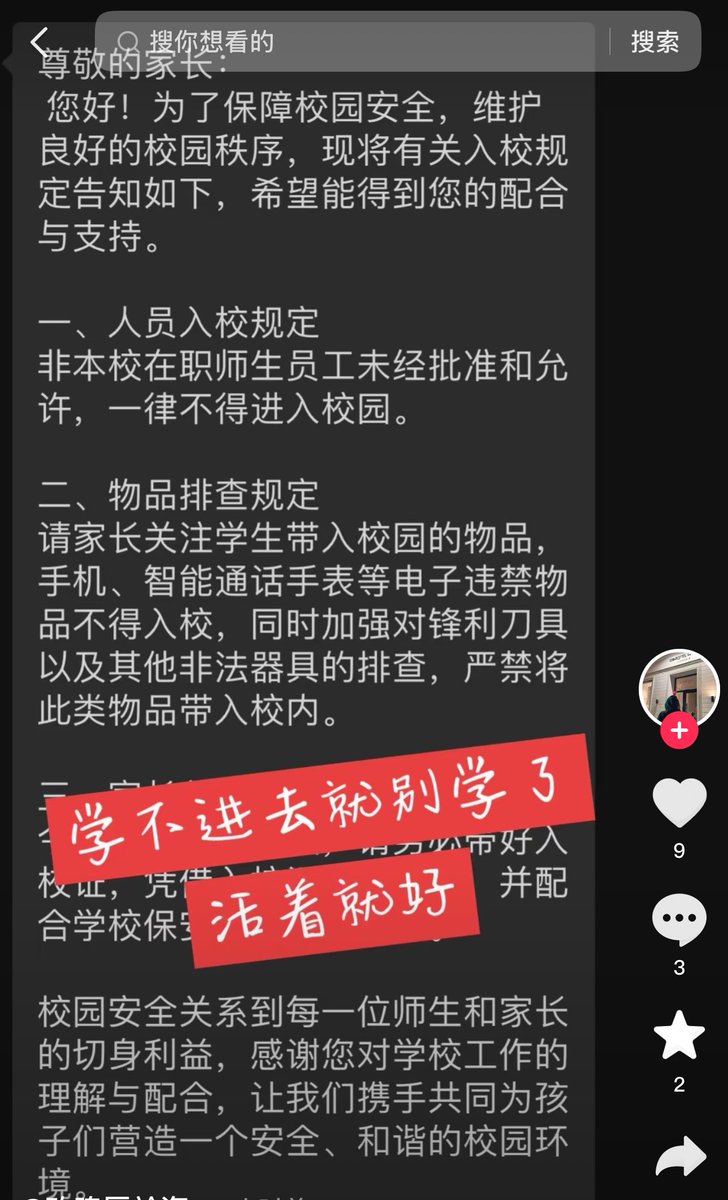 搜你想看的
搜索
尊敬的家长：
您好！为了保障校园安全，维护
良好的校园秩序，现将有关入校规
定告知如下，希望能得到您的配合
与支持。
一、人员入校规定
非本校在职师生员工未经批准和允
许，一律不得进入校园。
二、物品排查规定
请家长关注学生带入校园的物品，
手机、智能通话手表等电子违禁物
品不得入校，同时加强对锋利刀具
以及其他非法器具的排查，严禁将
此类物品带入校内。
学不进去就别学了
带好入
校证，凭借
并配
活着就好
合学校保安
校园安全关系到每一位师生和家长
的切身利益，感谢您对学校工作的
理解与配合，让我们携手共同为孩
子们营造一个安全、和谐的校园环
境。
9
3
2